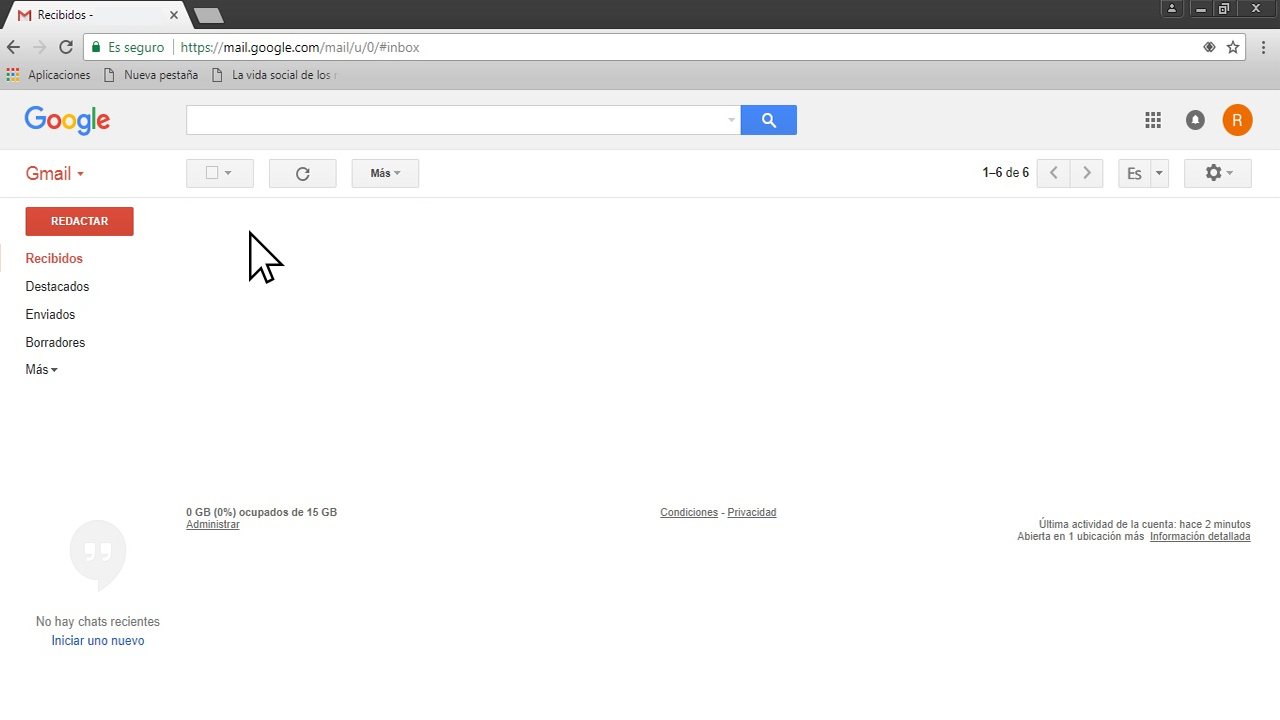 Recibidos -
Es seguro
https://mail.google.com/mail/u/0/#inbox
Aplicaciones
Nueva pestaña
La vida social de los
Google
R
Gmail
Más
1–6 de 6
Es
REDACTAR
Recibidos
Destacados
Enviados
Borradores
Más
0 GB (0%) ocupados de 15 GB
Administrar
Condiciones - Privacidad
Última actividad de la cuenta: hace 2 minutos
Abierta en 1 ubicación más Información detallada
No hay chats recientes
Iniciar uno nuevo